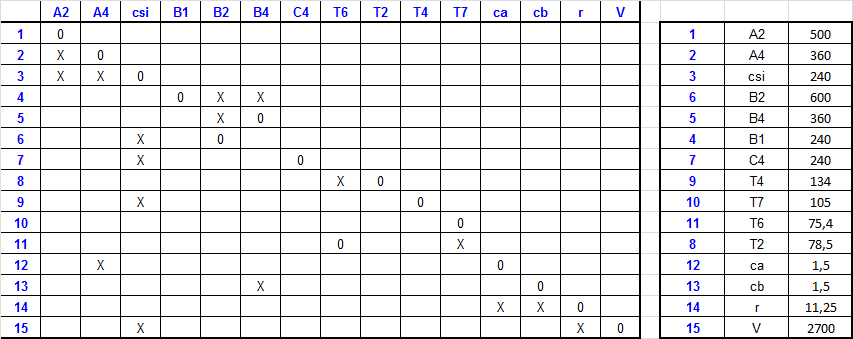 A2 A4 csi B1 B2 B4 C4 T6 T2 T4 T7 ca cb r V
1 0 1 A2 500
2 X 0 2 A4 360
3 X X 0 3 csi 240
4 0 X X 6 B2 600
5 X 0 5 B4 360
6 X 0 4 B1 240
7 X 0 7 C4 240
8 X 0 9 T4 134
9 X 0 10 T7 105
10 0 11 T6 75,4
11 0 X 8 T2 78,5
12 X 0 12 ca 1,5
13 X 0 13 cb 1,5
14 X X 0 14 r 11,25
15 X X 0 15 V 2700